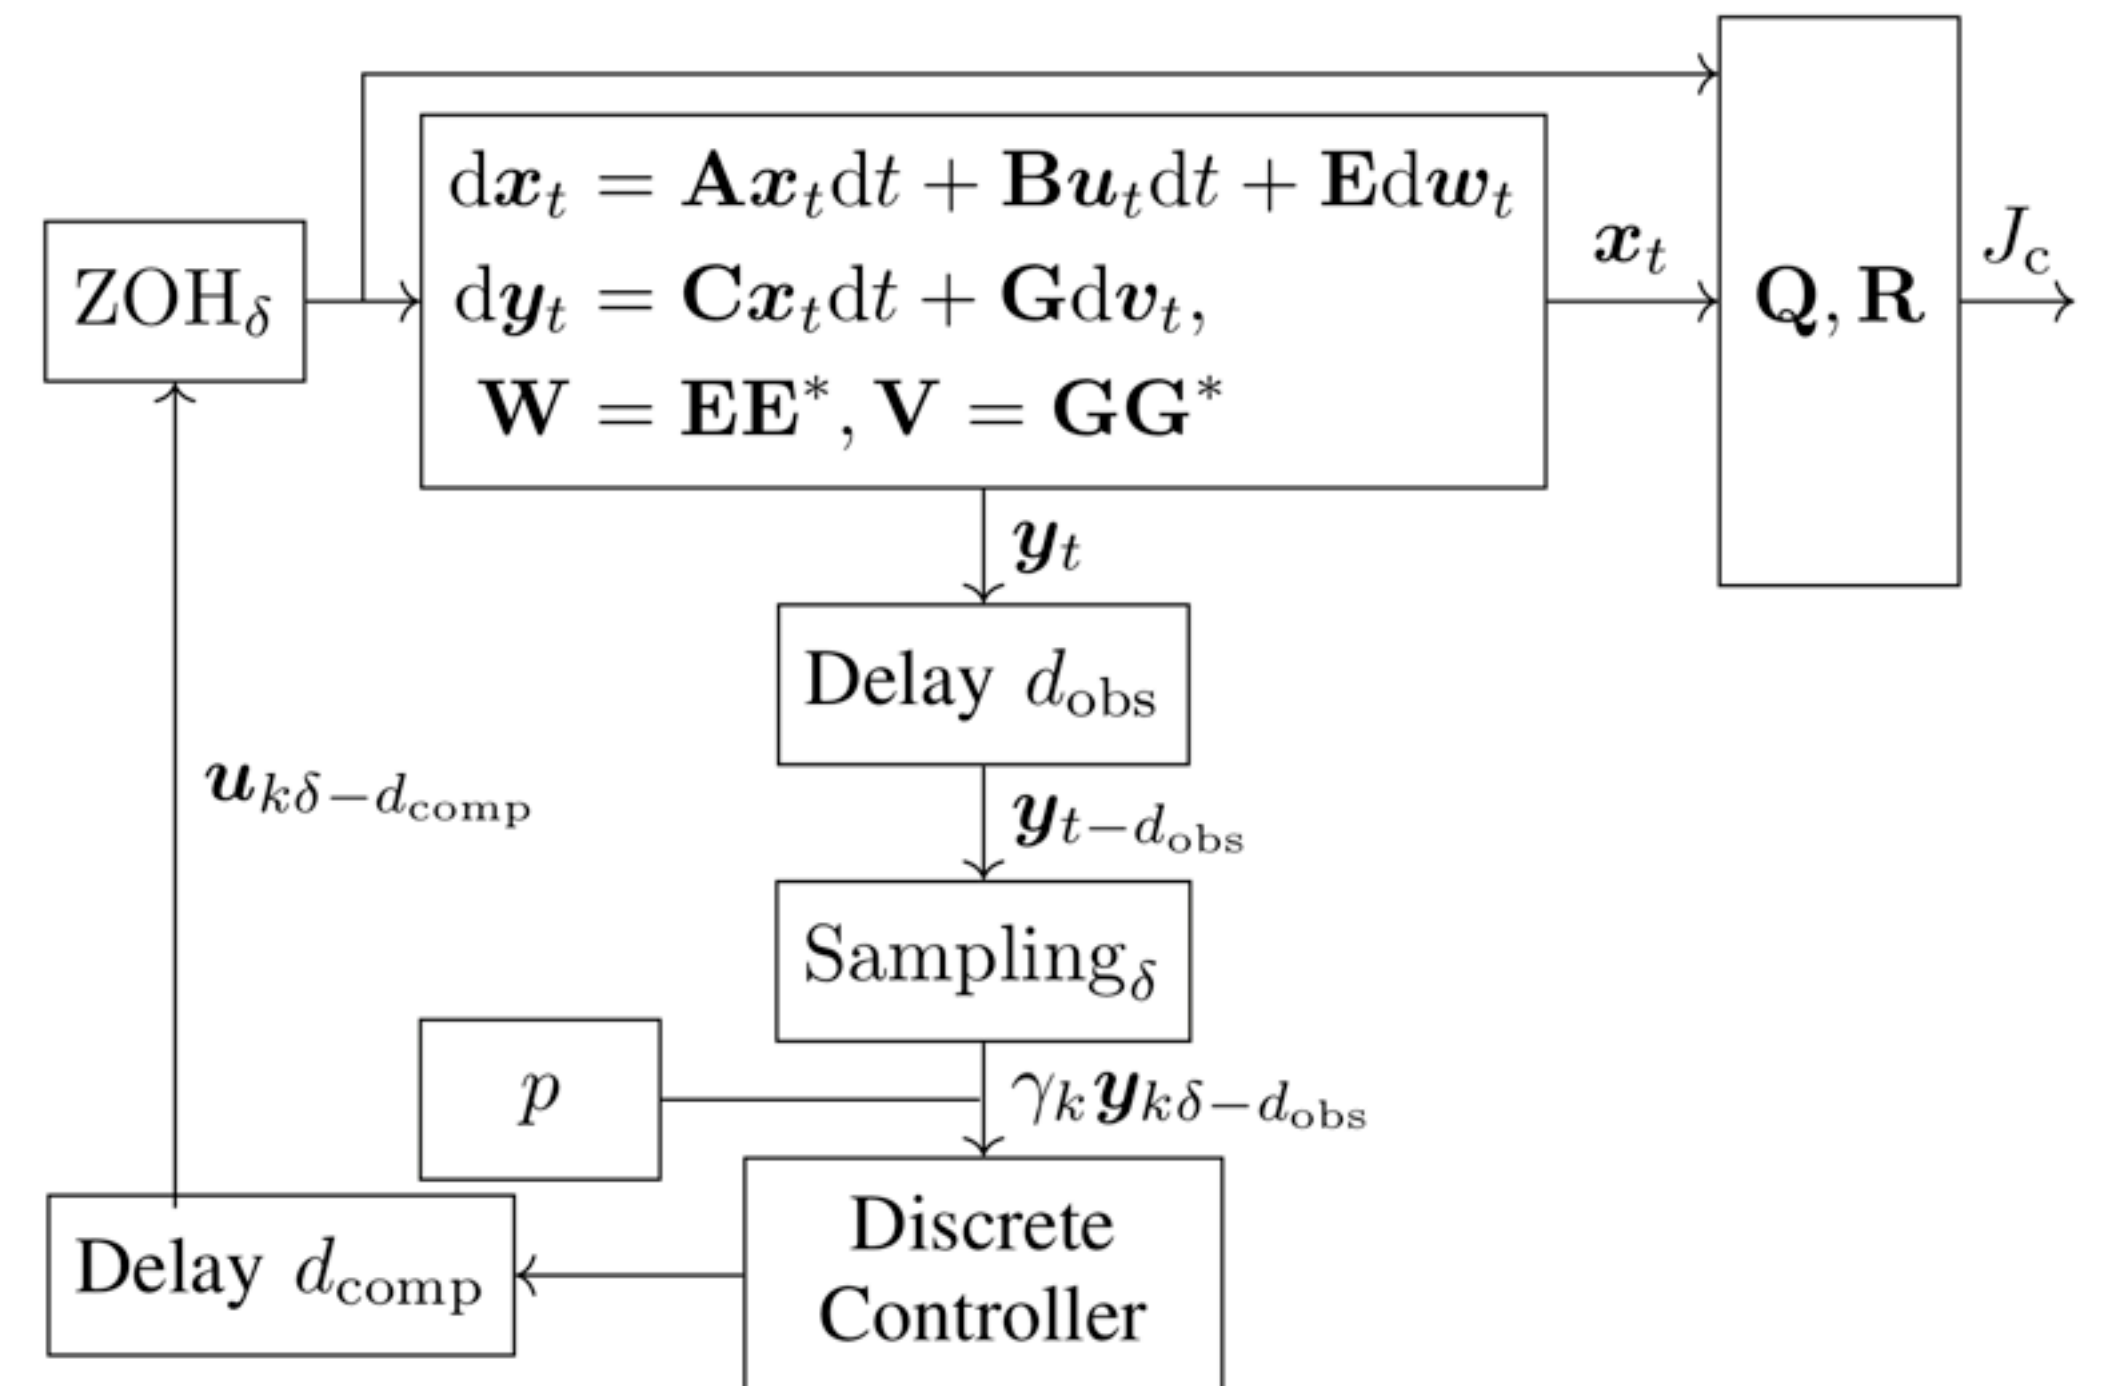 d𝒙_t = 𝐀𝒙_t dt + 𝐁𝒖_t dt + 𝐄d𝒘_t
d𝒚_t = 𝐂𝒙_t dt + 𝐆d𝒗_t,
𝐖 = 𝐄𝐄*, 𝐕 = 𝐆𝐆*
ZOH_δ
𝒙_t
𝐐, 𝐑
J_c
𝒚_t
Delay d_obs
𝒖_{kδ−d_comp}
𝒚_{t−d_obs}
Sampling_δ
p
γ_k 𝒚_{kδ−d_obs}
Delay d_comp
Discrete
Controller